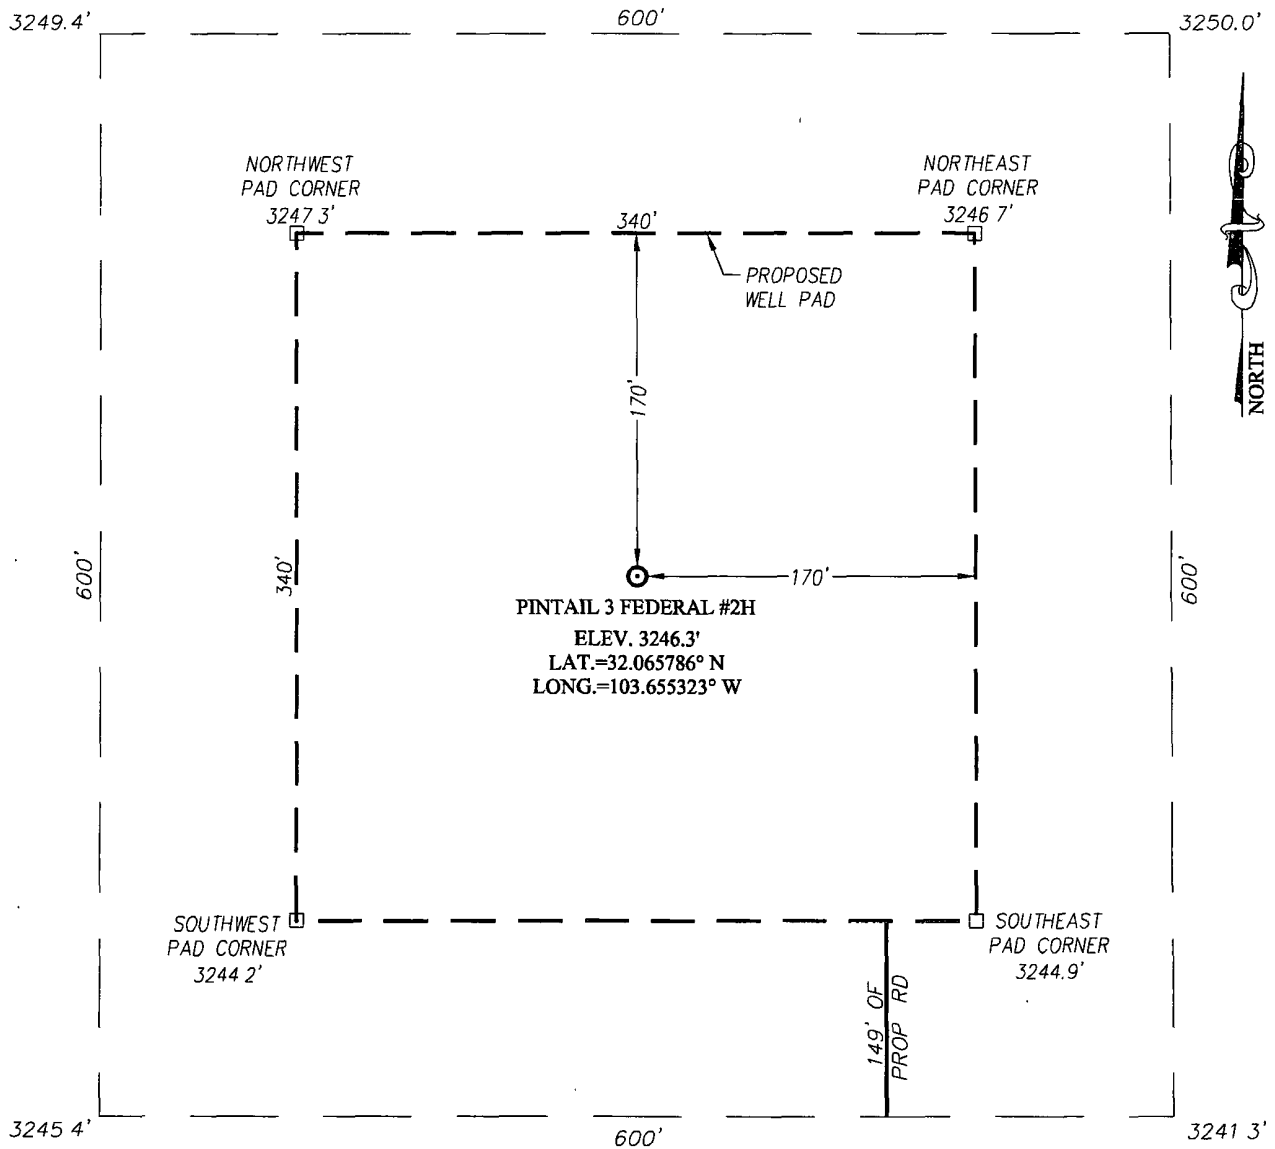 3249.4'
600'
3250.0'
NORTHWEST
PAD CORNER
3247 3'
NORTHEAST
PAD CORNER
3246 7'
340'
PROPOSED
WELL PAD
NORTH
170'
600'
340'
170'
600'
PINTAIL 3 FEDERAL #2H
ELEV. 3246.3'
LAT.=32.065786° N
LONG.=103.655323° W
SOUTHWEST
PAD CORNER
3244 2'
SOUTHEAST
PAD CORNER
3244.9'
149' OF
PROP RD
3245 4'
600'
3241 3'